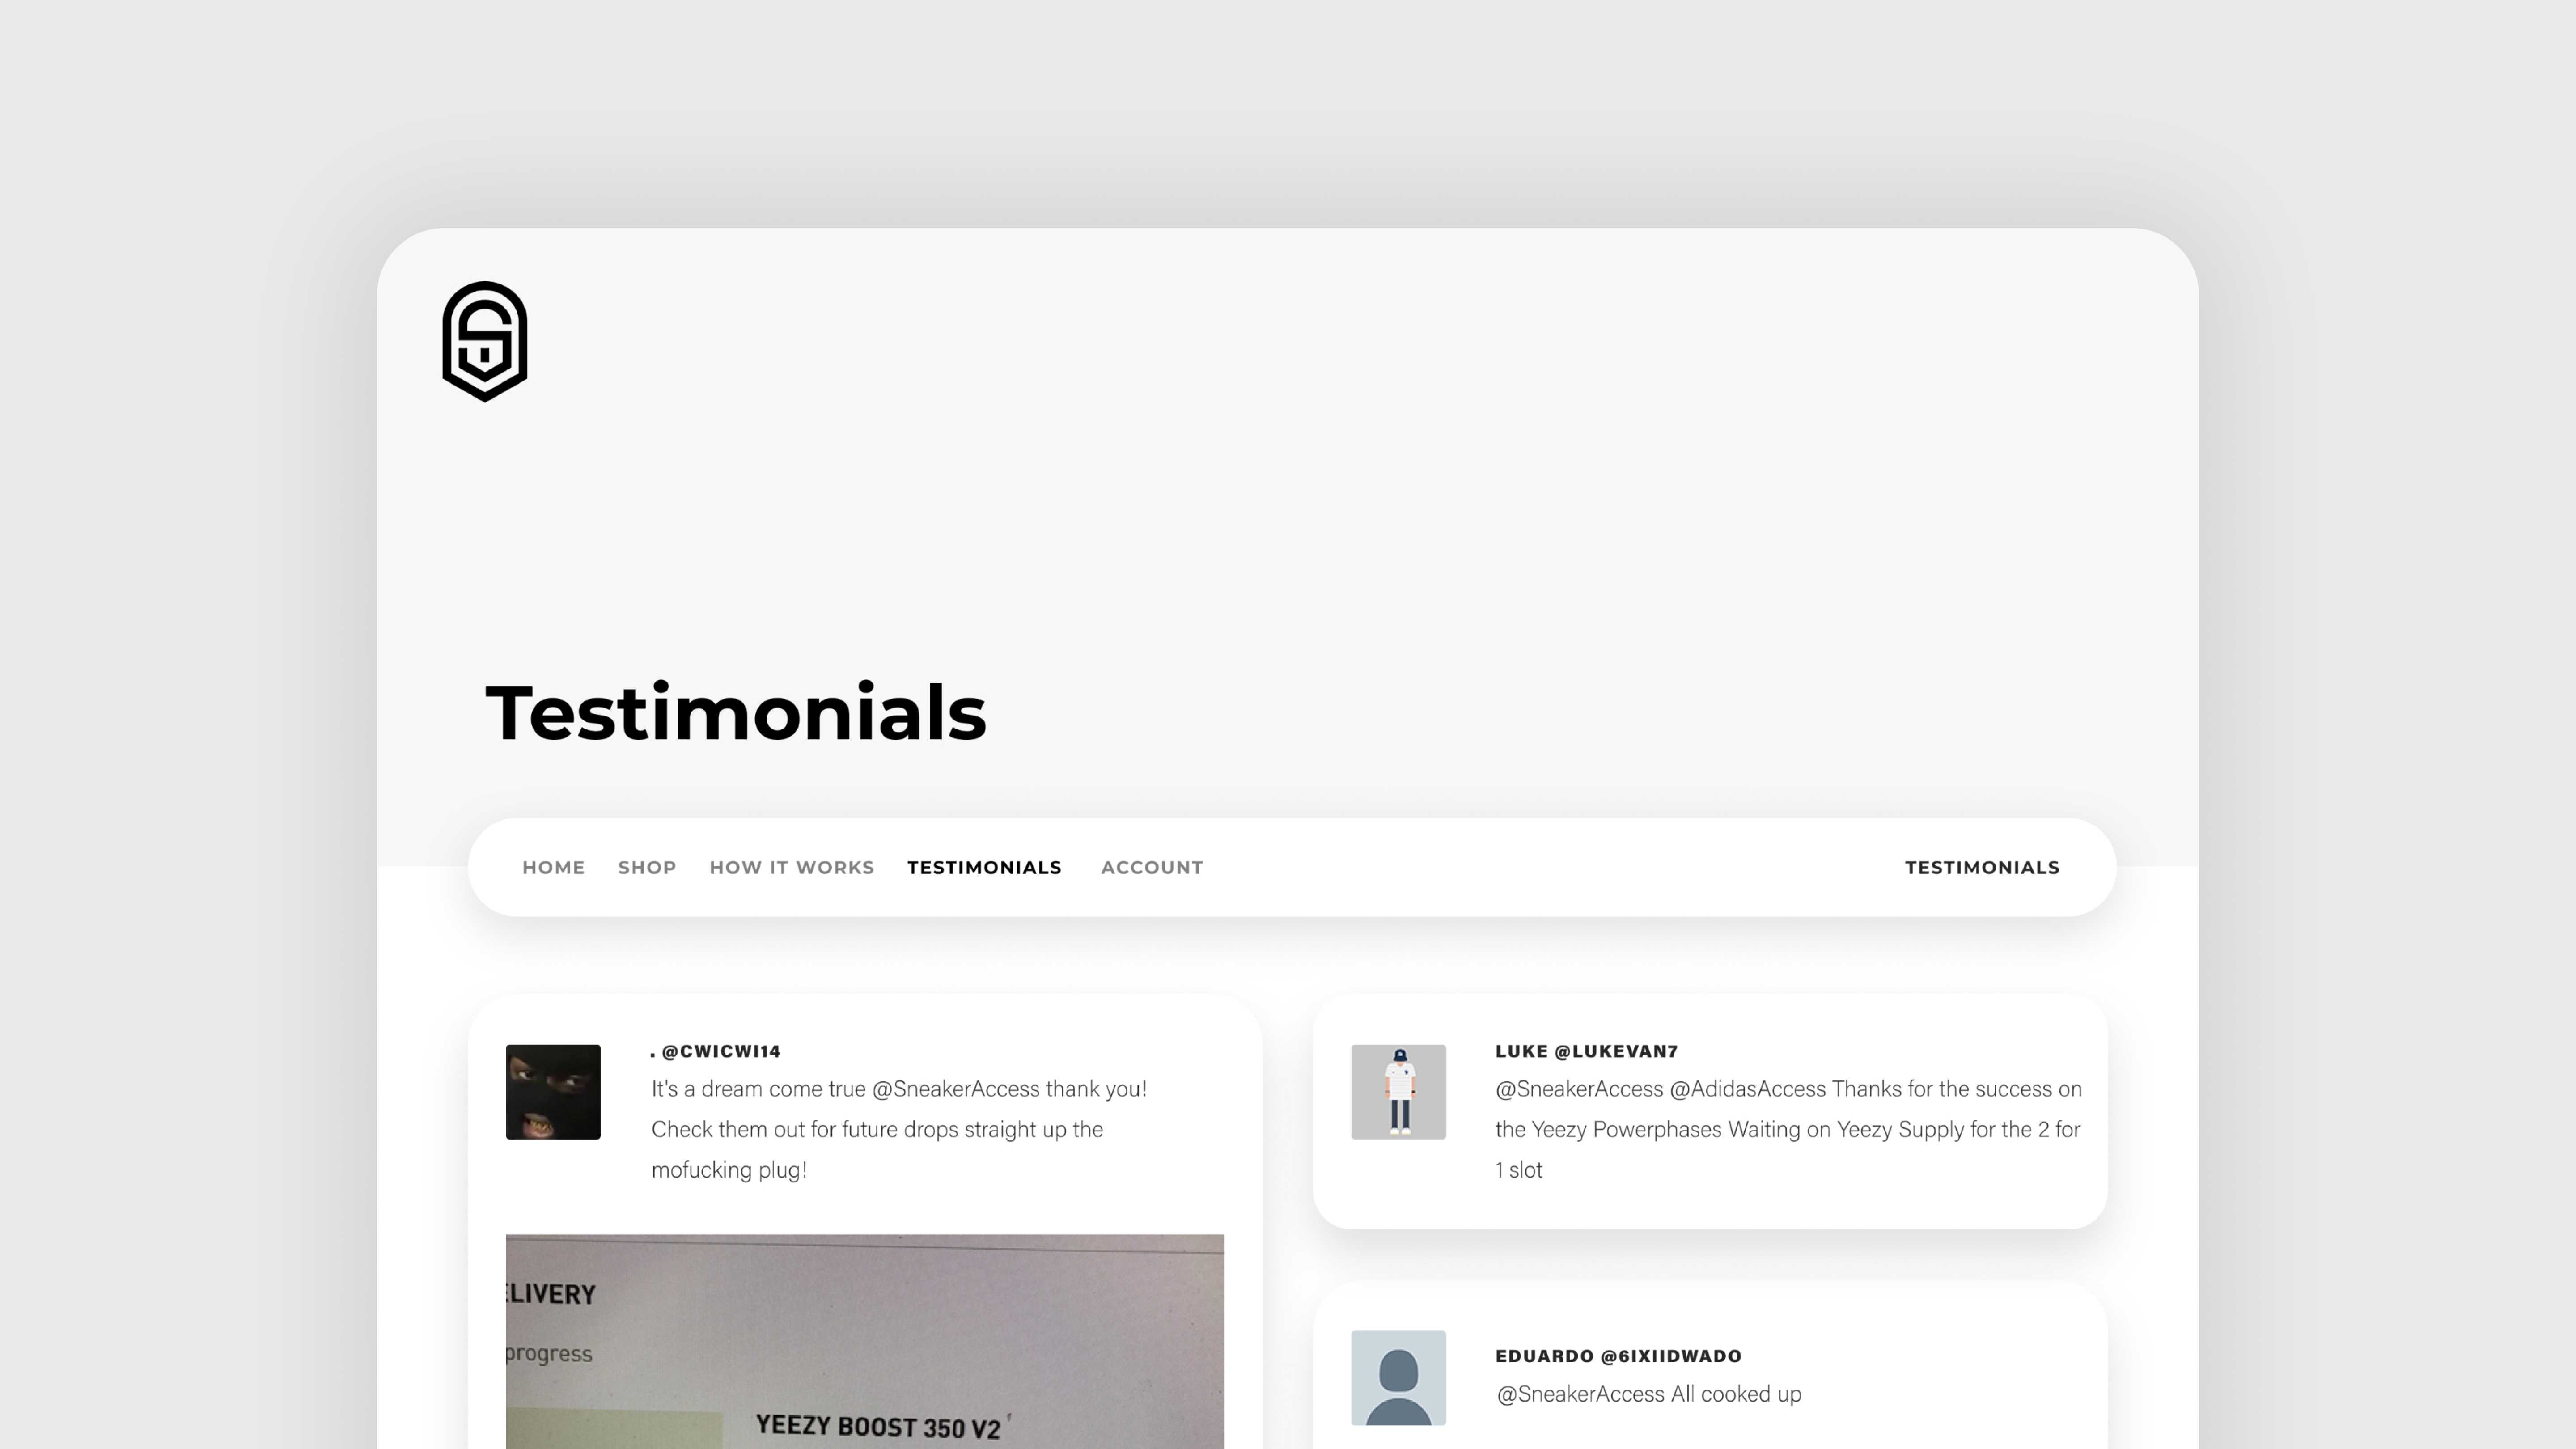 Testimonials
HOME SHOP HOW IT WORKS TESTIMONIALS ACCOUNT TESTIMONIALS
. @CWICWI14
It's a dream come true @SneakerAccess thank you!
Check them out for future drops straight up the
mofucking plug!
ELIVERY
progress
YEEZY BOOST 350 V2
LUKE @LUKEVAN7
@SneakerAccess @AdidasAccess Thanks for the success on
the Yeezy Powerphases Waiting on Yeezy Supply for the 2 for
1 slot
EDUARDO @6IXIIDWADO
@SneakerAccess All cooked up